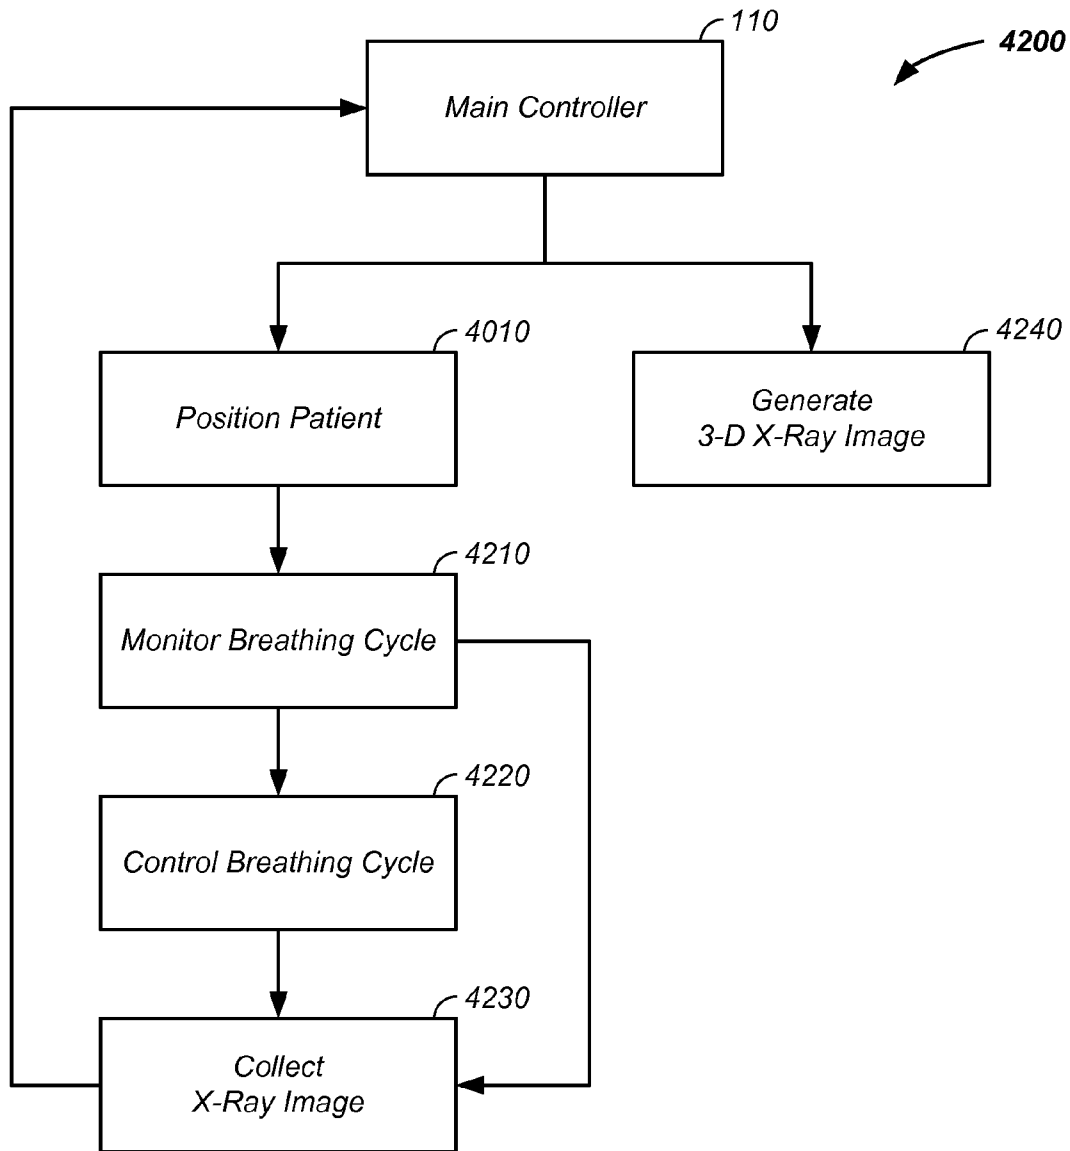 110
4200
Main Controller
4010
4240
Position Patient
Generate
3-D X-Ray Image
4210
Monitor Breathing Cycle
4220
Control Breathing Cycle
4230
Collect
X-Ray Image